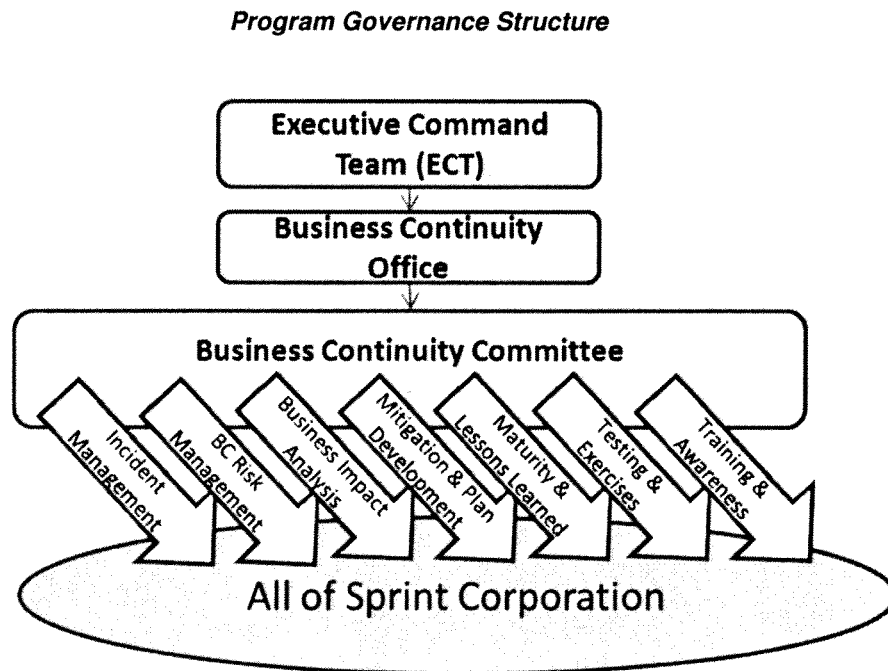 Program Governance Structure
Executive Command
Team (ECT)
Business Continuity
Office
Business Continuity Committee
Incident
Management
BC Risk
Management
Business Impact
Analysis
Mitigation & Plan
Development
Maturity &
Lessons Learned
Testing &
Exercises
Training &
Awareness
All of Sprint Corporation